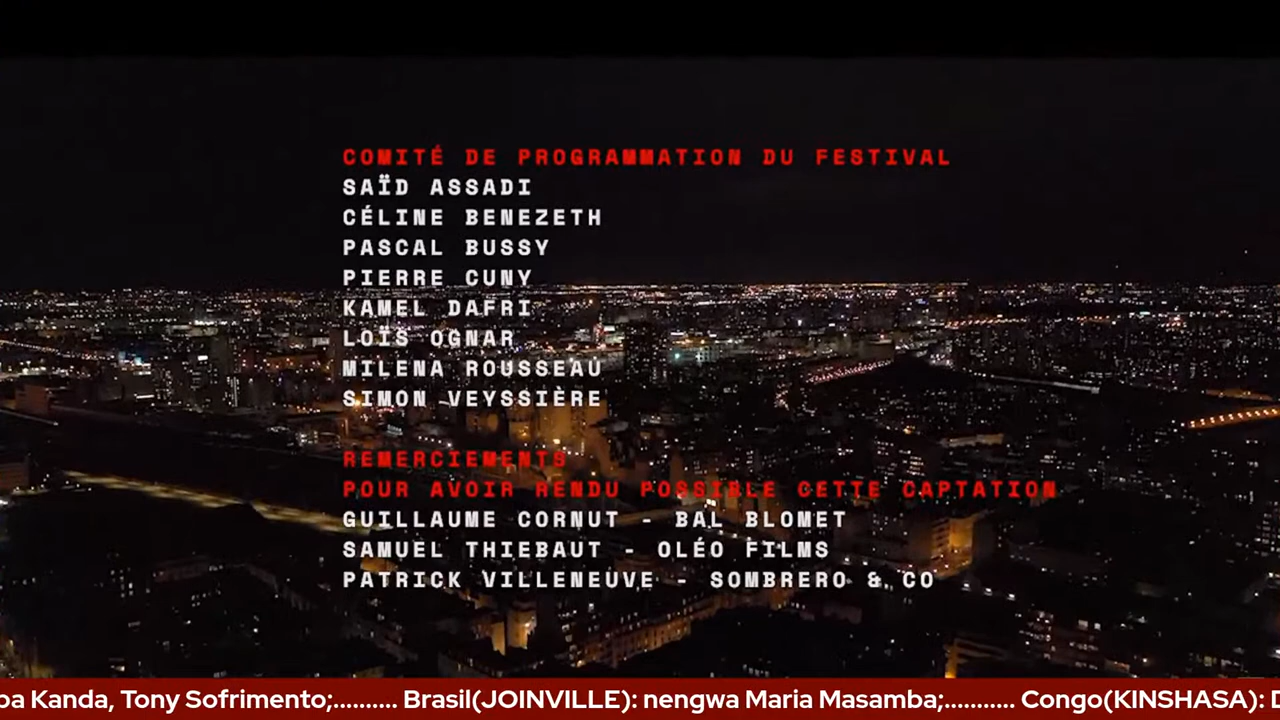 COMITÉ DE PROGRAMMATION DU FESTIVAL
SAÏD ASSADI
CÉLINE BENEZETH
PASCAL BUSSY
PIERRE CUNY
KAMEL DAFRI
LOÏS OGNAR
MILENA ROUSSEAU
SIMON VEYSSIÈRE
REMERCIEMENTS
POUR AVOIR RENDU POSSIBLE CETTE CAPTATION
GUILLAUME CORNUT - BAL BLOMET
SAMUEL THIEBAUT - OLÉO FILMS
PATRICK VILLENEUVE - SOMBRERO & CO
Kanda, Tony Sofrimento;.......... Brasil(JOINVILLE): nengwa Maria Masamba;........... Congo(KINSHASA):